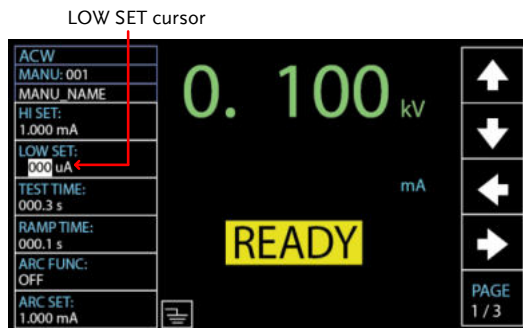 LOW SET cursor
ACW
MANU: 001
MANU_NAME
HI SET:
1.000 mA
LOW SET:
000 uA
TEST TIME:
000.3 s
RAMP TIME:
000.1 s
ARC FUNC:
OFF
ARC SET:
1.000 mA
0. 100 kV
mA
READY
PAGE
1 / 3